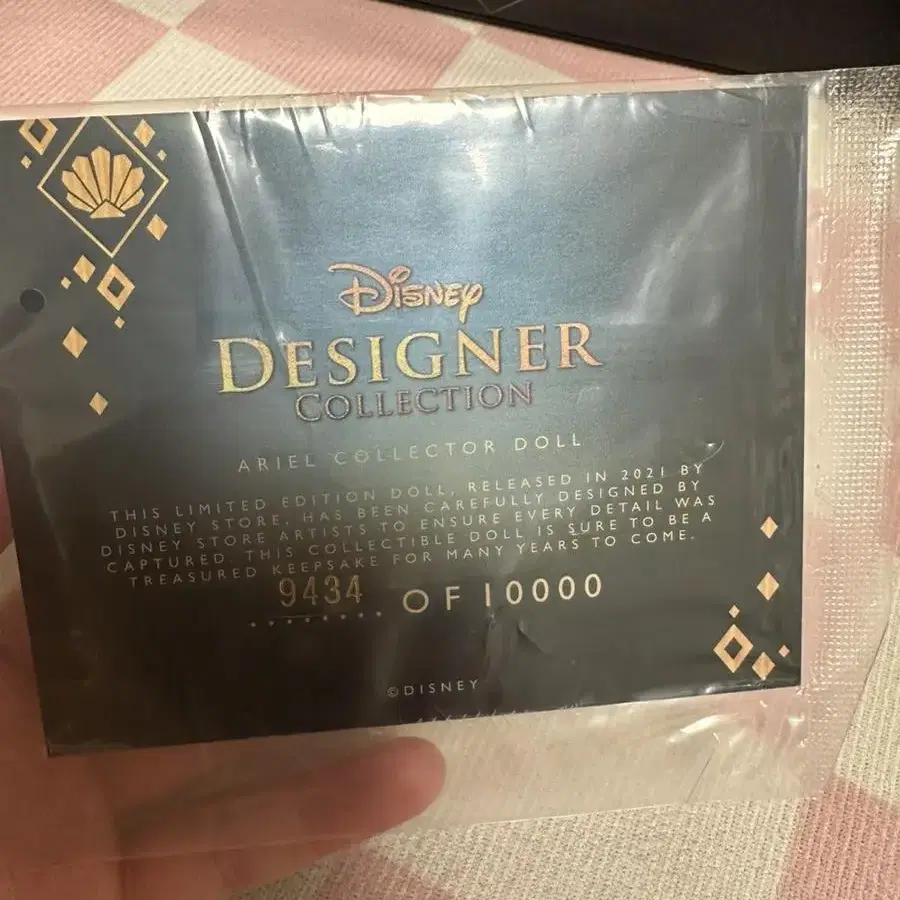 Disney
DESIGNER
COLLECTION
ARIEL COLLECTOR DOLL
THIS LIMITED EDITION DOLL, RELEASED IN 2021 BY
DISNEY STORE, HAS BEEN CAREFULLY DESIGNED BY
DISNEY STORE ARTISTS TO ENSURE EVERY DETAIL WAS
CAPTURED. THIS COLLECTIBLE DOLL IS SURE TO BE A
TREASURED KEEPSAKE FOR MANY YEARS TO COME.
9434 OF 10000
©DISNEY